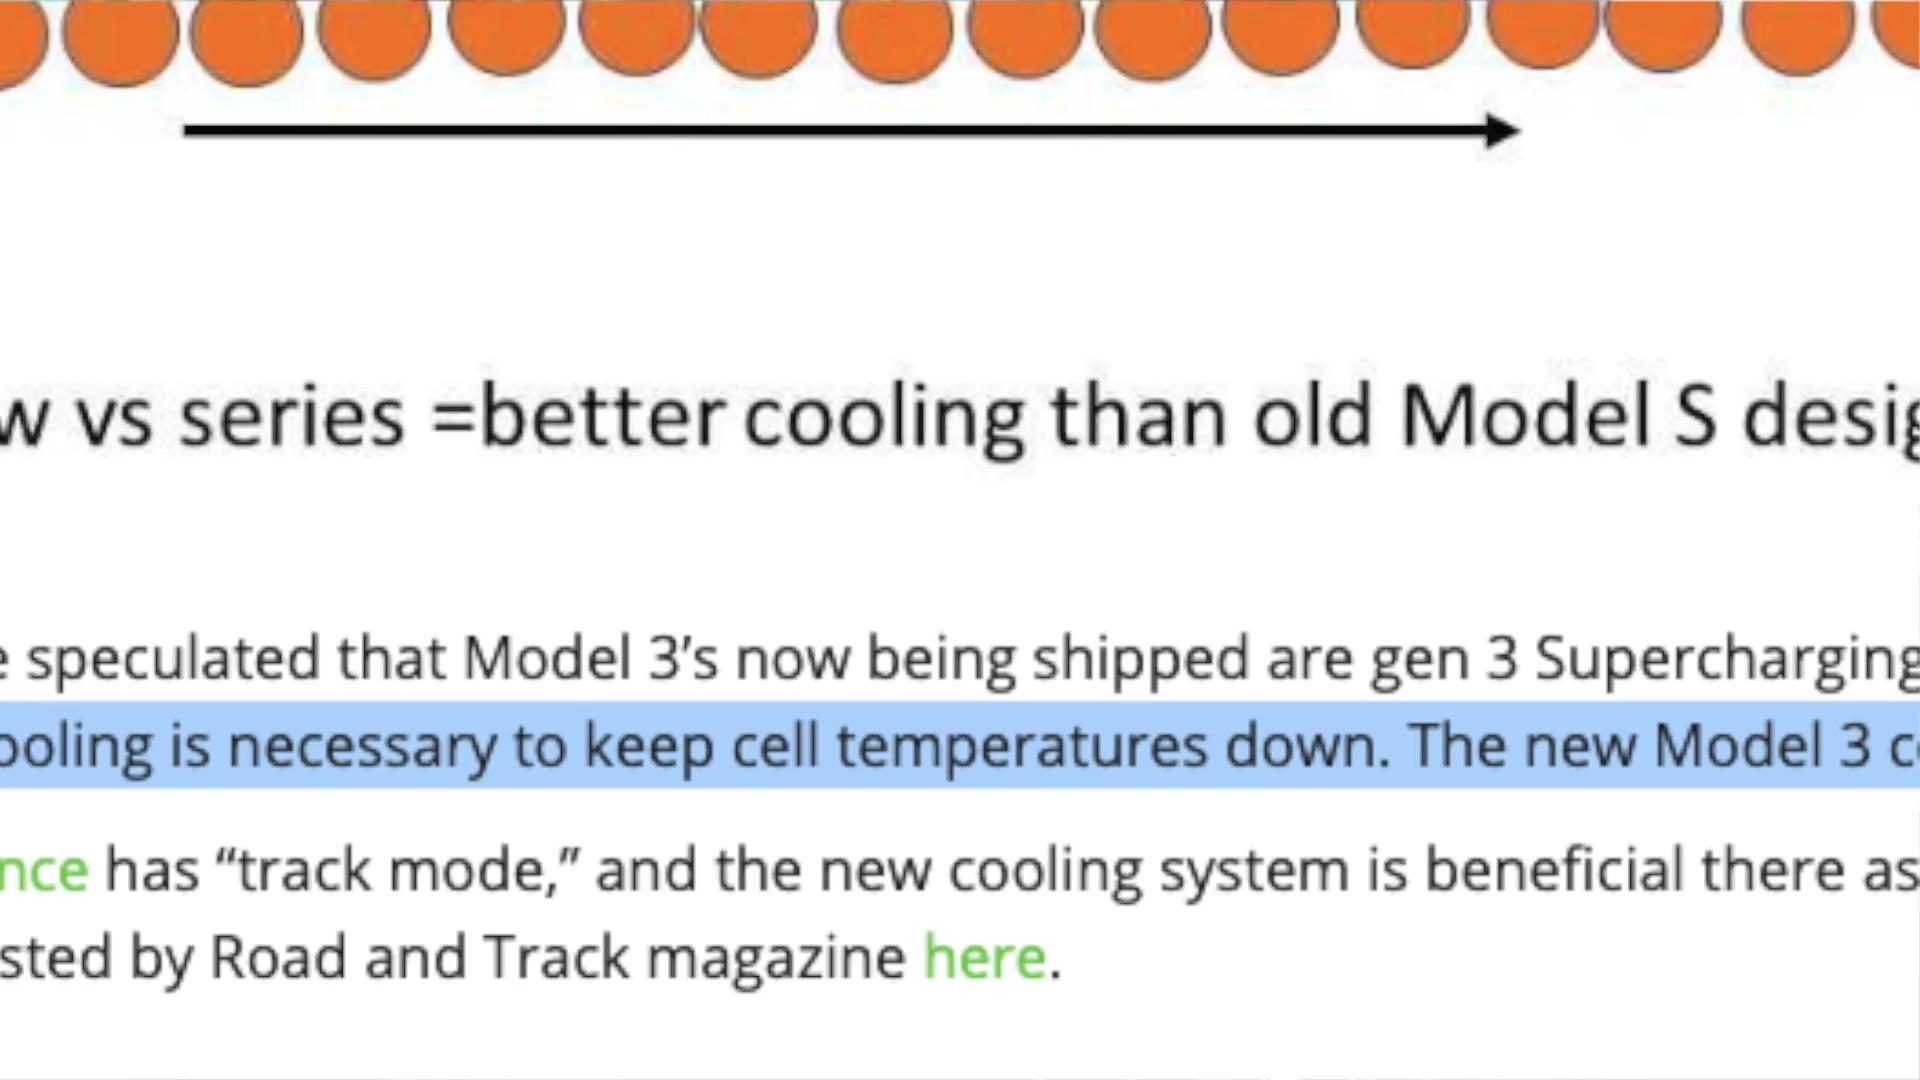 w vs series =better cooling than old Model S desig
e speculated that Model 3’s now being shipped are gen 3 Supercharging
ooling is necessary to keep cell temperatures down. The new Model 3 c
nce has “track mode,” and the new cooling system is beneficial there as
sted by Road and Track magazine here.